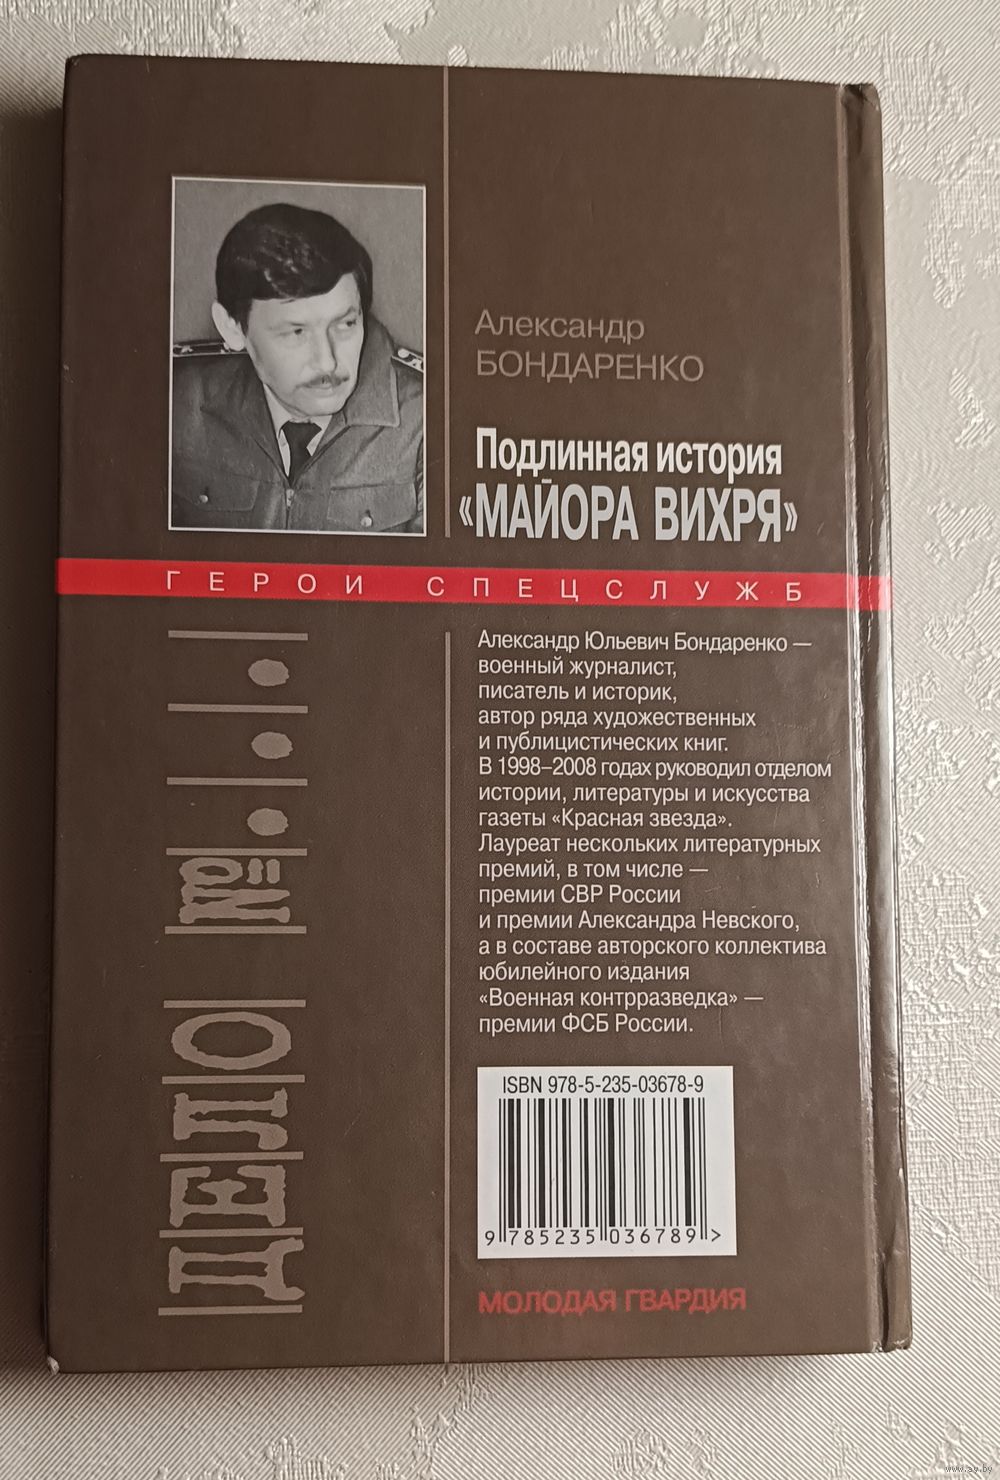 Александр
БОНДАРЕНКО
Подлинная история
«МАЙОРА ВИХРЯ»
ГЕРОИ СПЕЦСЛУЖБ
Александр Юльевич Бондаренко —
военный журналист,
писатель и историк,
автор ряда художественных
и публицистических книг.
В 1998–2008 годах руководил отделом
истории, литературы и искусства
газеты «Красная звезда».
Лауреат нескольких литературных
премий, в том числе —
премии СВР России
и премии Александра Невского,
а в составе авторского коллектива
юбилейного издания
«Военная контрразведка» —
премии ФСБ России.
ДЕЛО №...
ISBN 978-5-235-03678-9
9 785235 036789 >
МОЛОДАЯ ГВАРДИЯ
www.ay.by